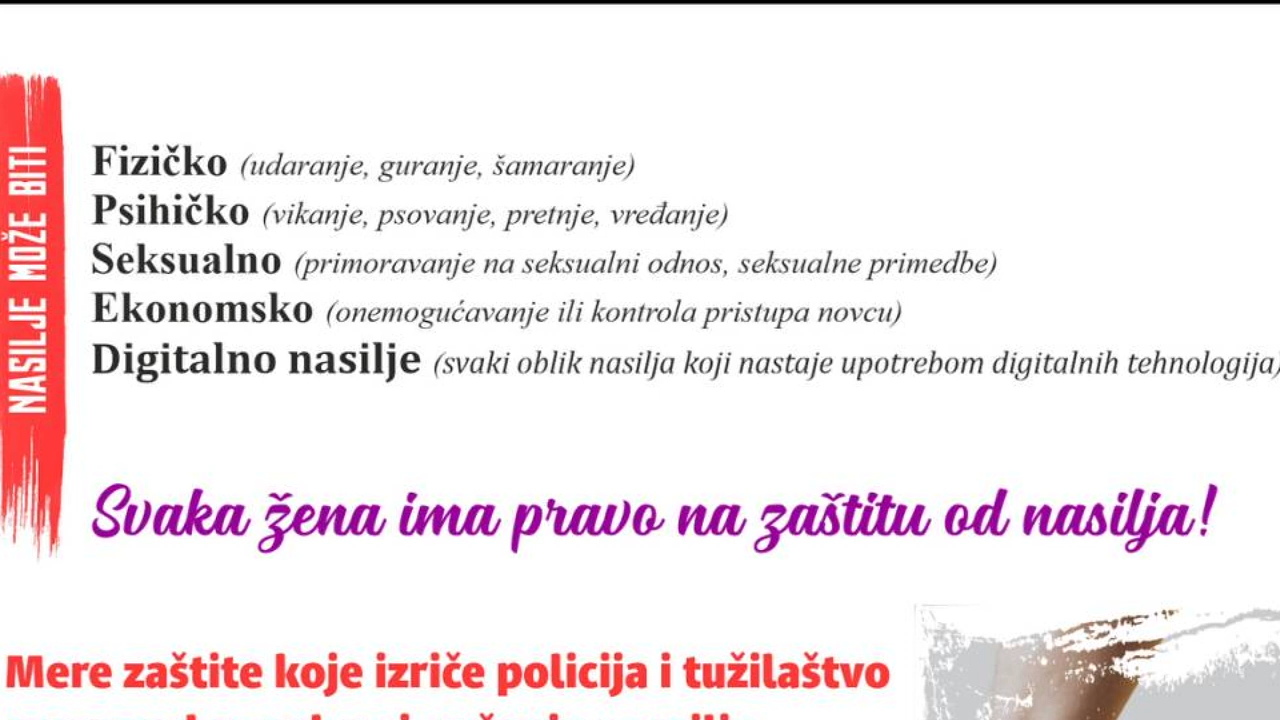 NASILJE MOŽE BITI
Fizičko (udaranje, guranje, šamaranje)
Psihičko (vikanje, psovanje, pretnje, vređanje)
Seksualno (primoravanje na seksualni odnos, seksualne primedbe)
Ekonomsko (onemogućavanje ili kontrola pristupa novcu)
Digitalno nasilje (svaki oblik nasilja koji nastaje upotrebom digitalnih tehnologija)
Svaka žena ima pravo na zaštitu od nasilja!
Mere zaštite koje izriče policija i tužilaštvo